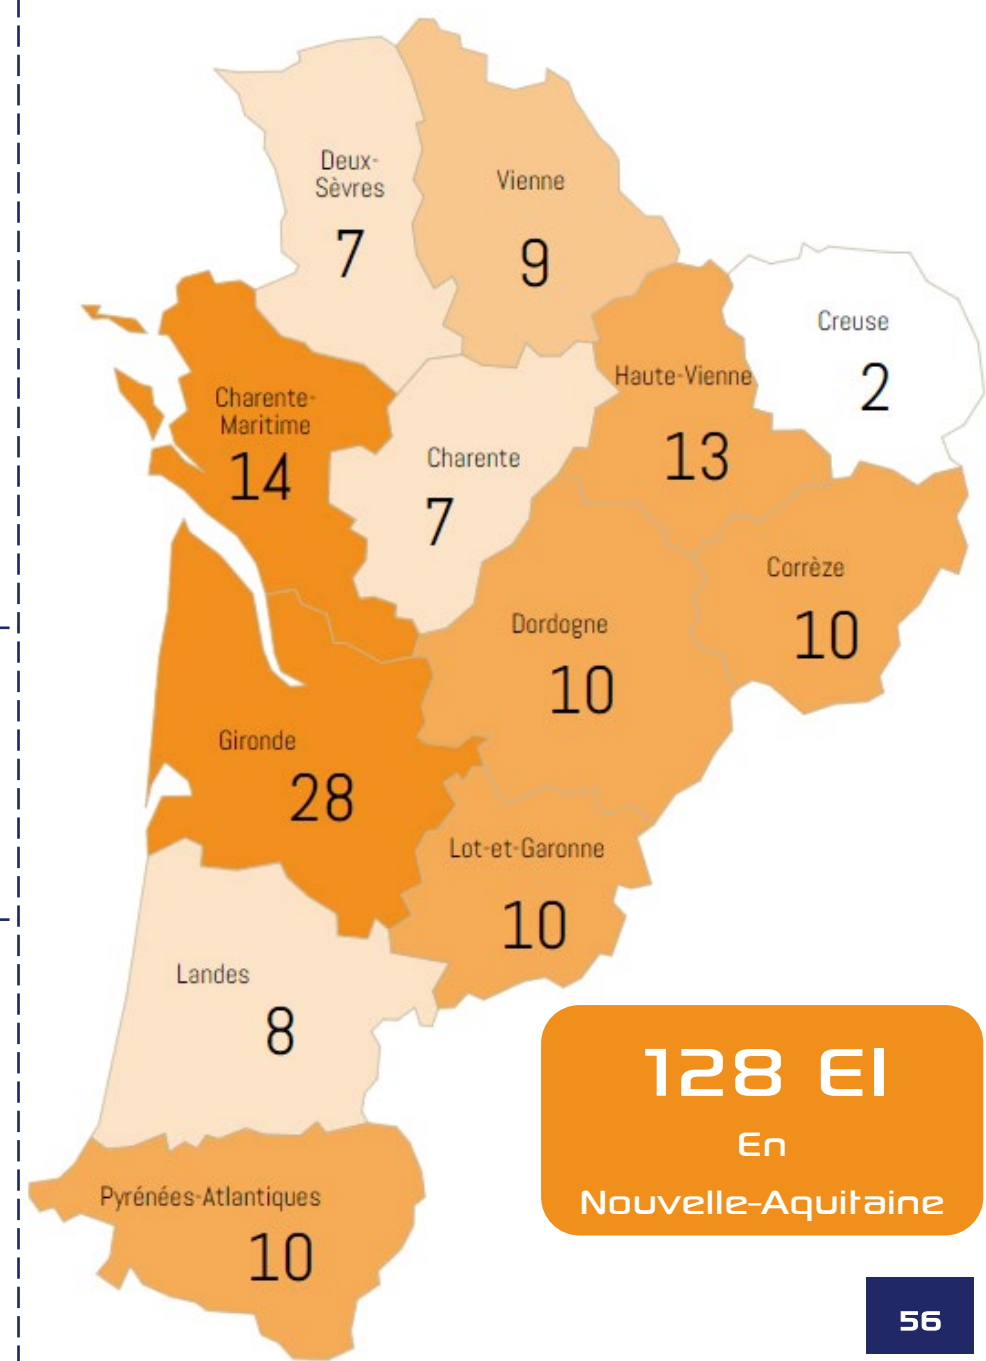 Deux-
Sèvres
7
Vienne
9
Creuse
2
Haute-Vienne
13
Charente-
Maritime
14
Charente
7
Corrèze
10
Dordogne
10
Gironde
28
Lot-et-Garonne
10
Landes
8
128 EI
En
Nouvelle-Aquitaine
Pyrénées-Atlantiques
10
56